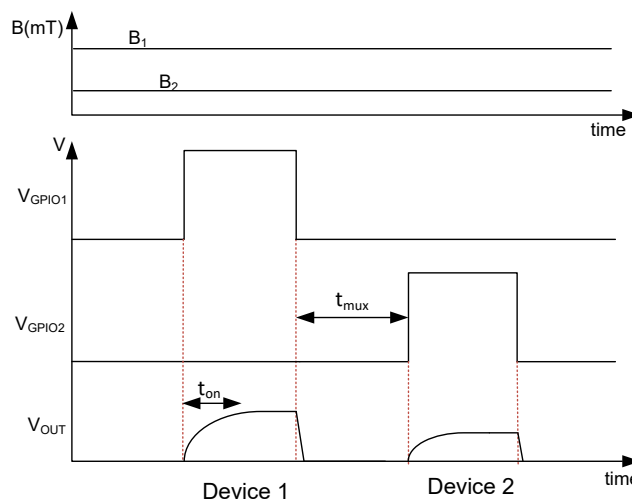 B(mT)
B1
B2
time
V
VGPIO1
tmux
VGPIO2
ton
VOUT
time
Device 1
Device 2